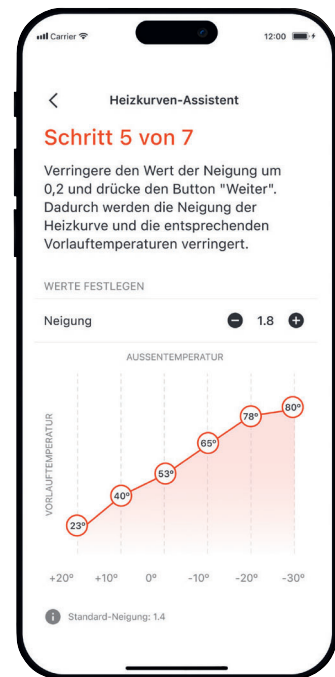 Carrier 12:00
Heizkurven-Assistent
Schritt 5 von 7
Verringere den Wert der Neigung um
0,2 und drücke den Button "Weiter".
Dadurch werden die Neigung der
Heizkurve und die entsprechenden
Vorlauftemperaturen verringert.
WERTE FESTLEGEN
Neigung 1.8
AUSSENTEMPERATUR
VORLAUFTEMPERATUR
23° 40° 53° 65° 78° 80°
+20° +10° 0° -10° -20° -30°
Standard-Neigung: 1.4